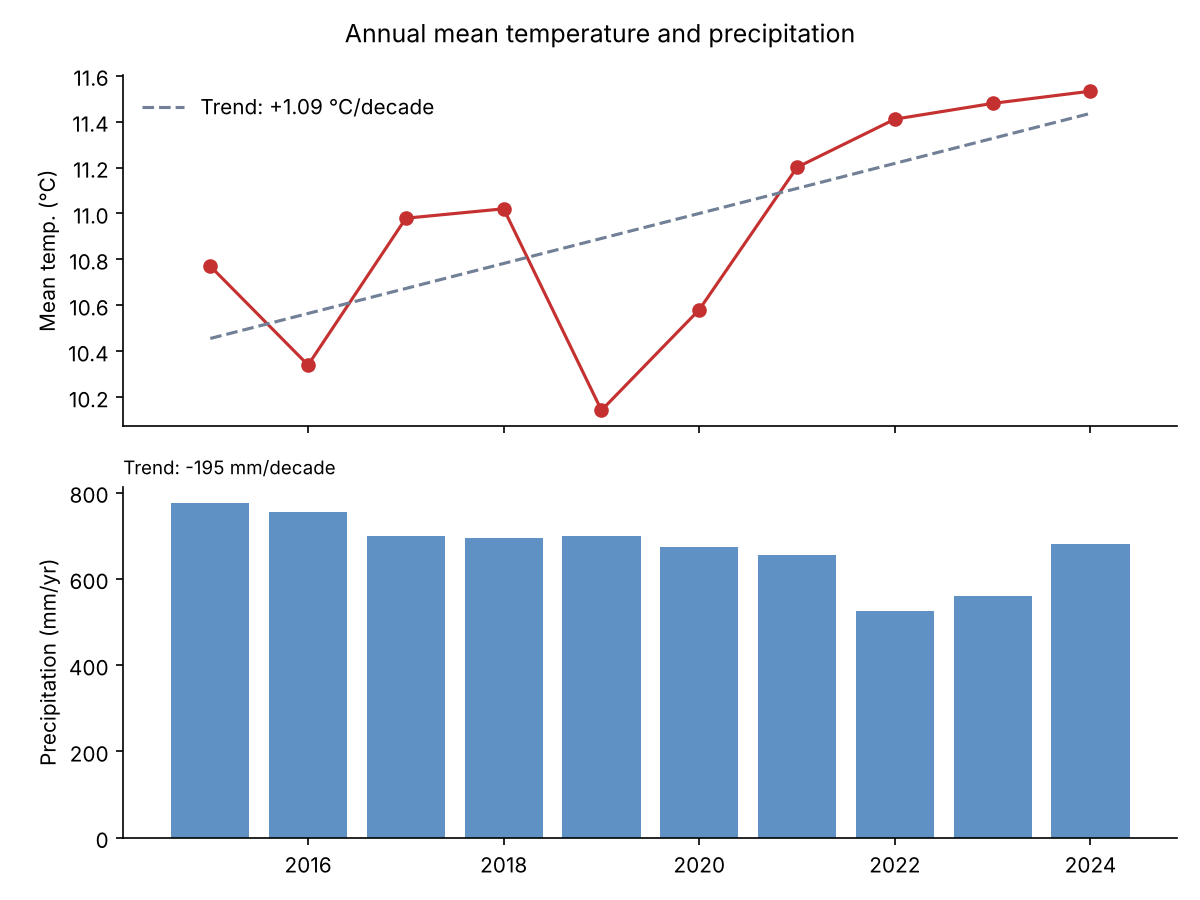 Annual mean temperature and precipitation
Trend: +1.09 °C/decade
Mean temp. (°C)
11.6
11.4
11.2
11.0
10.8
10.6
10.4
10.2
Trend: -195 mm/decade
Precipitation (mm/yr)
800
600
400
200
0
2016 2018 2020 2022 2024